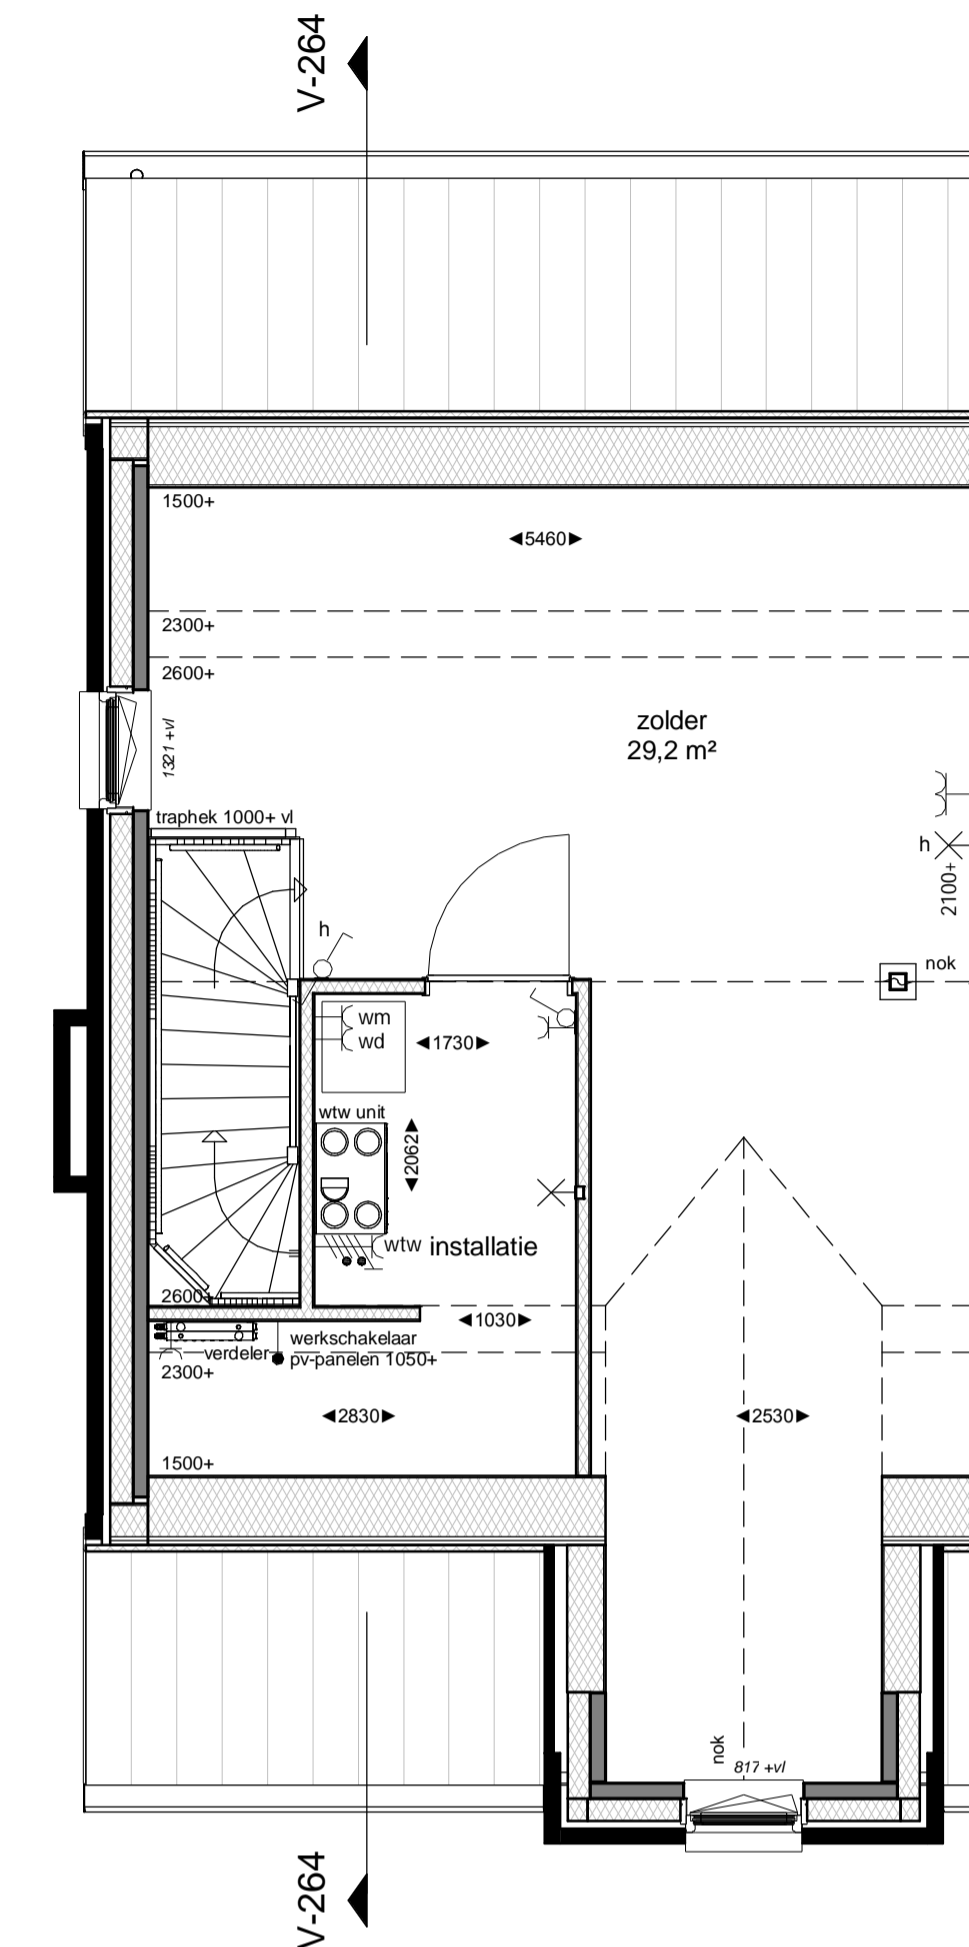 V-264
1500+
5460
2300+
2600+
1321 +vl
zolder
29,2 m²
traphek 1000+ vl
h
2100+
h
nok
wm
wd
1730
wtw unit
2062
wtw
installatie
2600+
1030
werkschakelaar
verdeler
pv-panelen 1050+
2300+
2830
2530
1500+
nok
817 +vl
V-264